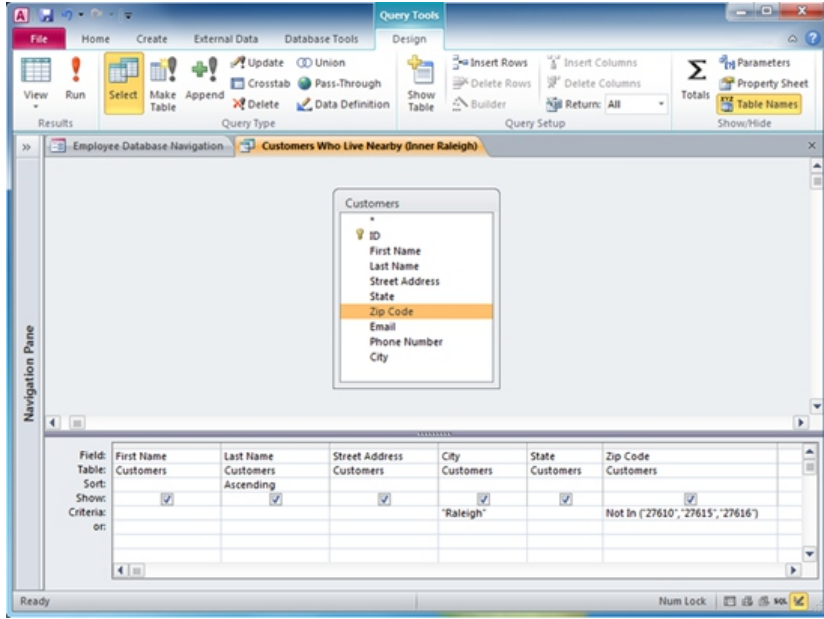 Query Tools
File Home Create External Data Database Tools Design
View Run Select Make Table Append Update Crosstab Delete Union Pass-Through Data Definition Show Table Insert Rows Delete Rows Builder Insert Columns Delete Columns Return: All Totals Parameters Property Sheet Table Names
Results Query Type Query Setup Show/Hide
Employee Database Navigation Customers Who Live Nearby (Inner Raleigh)
Customers
*
ID
First Name
Last Name
Street Address
State
Zip Code
Email
Phone Number
City
Navigation Pane
Field: First Name Last Name Street Address City State Zip Code
Table: Customers Customers Customers Customers Customers Customers
Sort: Ascending
Show:
Criteria: "Raleigh" Not In ("27610","27615","27616")
or:
Ready Num Lock SQL